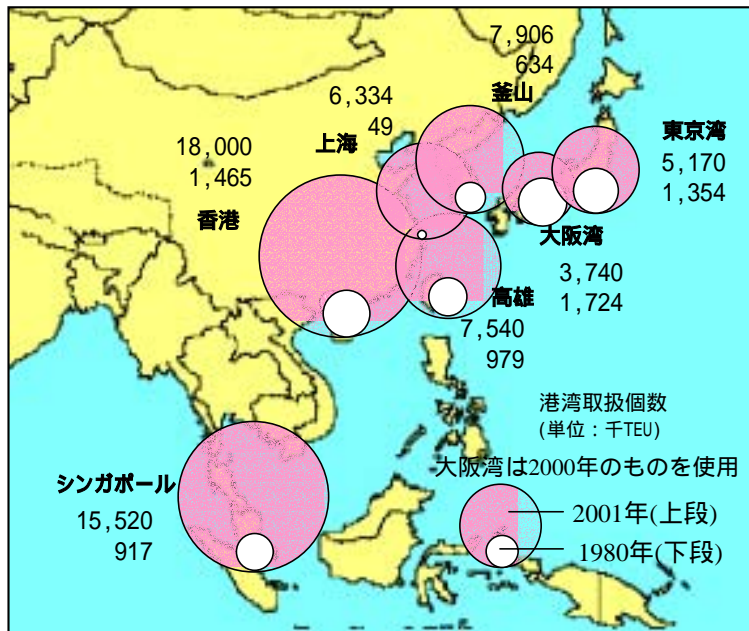 7,906
634
釜山
6,334
49
上海
18,000
1,465
香港
東京湾
5,170
1,354
大阪湾
3,740
1,724
高雄
7,540
979
港湾取扱個数
(単位：千TEU)
大阪湾は2000年のものを使用
シンガポール
15,520
917
2001年(上段)
1980年(下段)